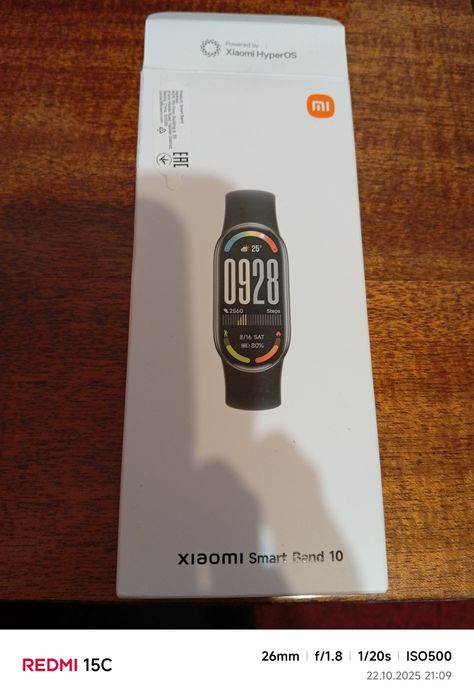 Powered by
Xiaomi HyperOS
mi
EAC
25°
0928
2560 Steps
8/16 SAT
80%
xiaomi Smart Band 10
REDMI 15C
26mm | f/1.8 | 1/20s | ISO500
22.10.2025 21:09